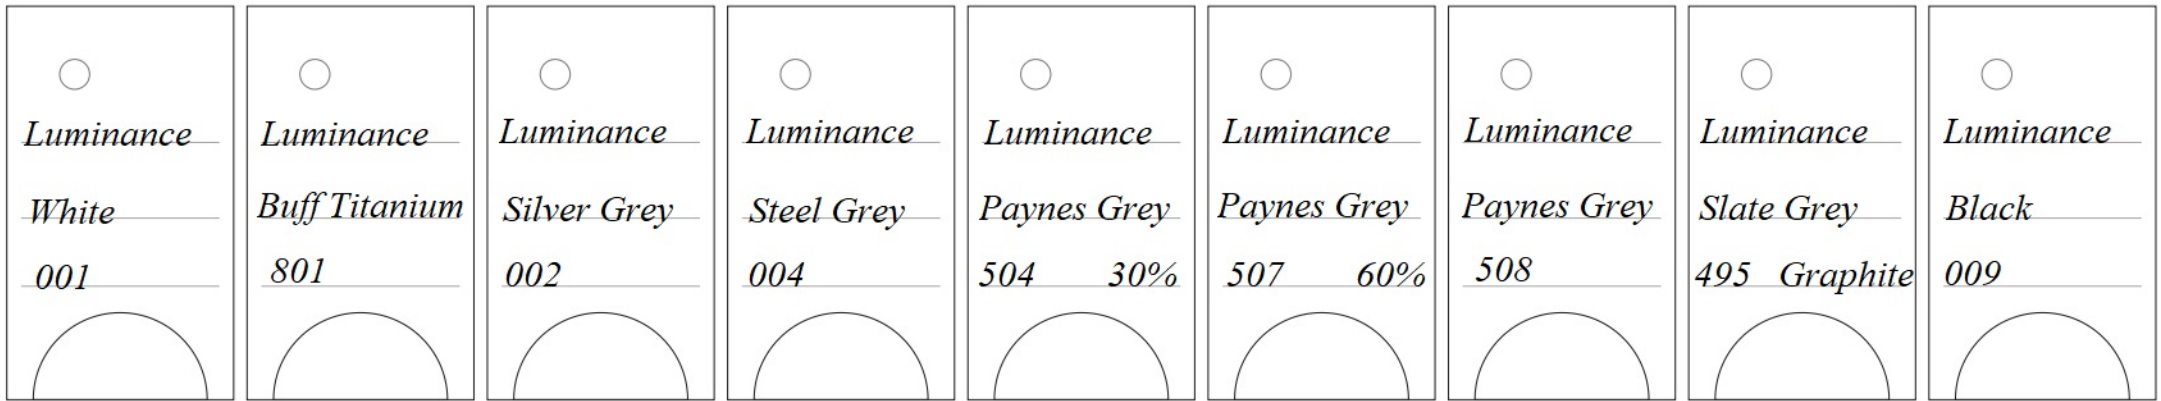 Luminance
White
001
Luminance
Buff Titanium
801
Luminance
Silver Grey
002
Luminance
Steel Grey
004
Luminance
Paynes Grey
504 30%
Luminance
Paynes Grey
507 60%
Luminance
Paynes Grey
508
Luminance
Slate Grey
495 Graphite
Luminance
Black
009